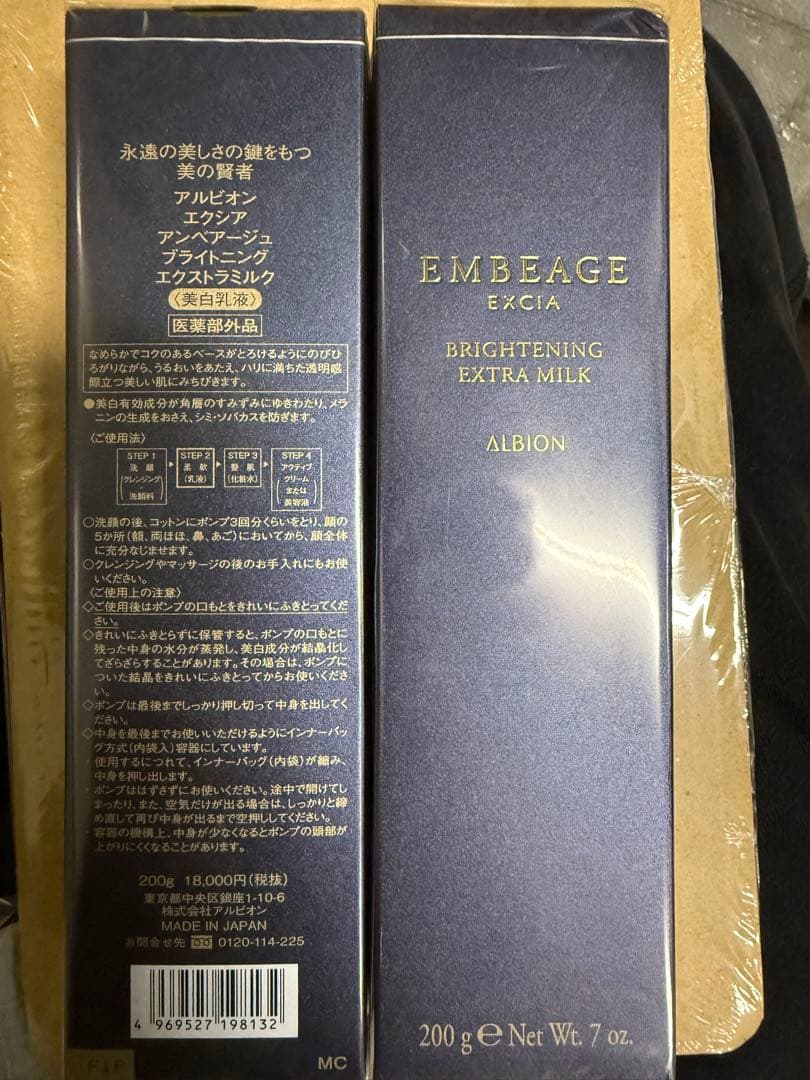 永遠の美しさの鍵をもつ
美の賢者
アルビオン
エクシア
アンベアージュ
ブライトニング
エクストラミルク
〈美白乳液〉
医薬部外品
なめらかでコクのあるベースがとろけるようにのびひ
ろがりながら、うるおいをあたえ、ハリに満ちた透明感
際立つ美しい肌にみちびきます。
●美白有効成分が角層のすみずみにゆきわたり、メラ
ニンの生成をおさえ、シミ・ソバカスを防ぎます。
〈ご使用法〉
STEP 1
洗顔
クレンジング
洗顔料
STEP 2
柔軟
(乳液)
STEP 3
整肌
(化粧水)
STEP 4
アクティブ
クリーム
または
美容液
○洗顔の後、コットンにポンプ3回分くらいをとり、顔の
5か所(額、両ほほ、鼻、あご)においてから、顔全体
に充分なじませます。
○クレンジングやマッサージの後のお手入れにもお使
いください。
〈ご使用上の注意〉
◇ご使用後はポンプの口もとをきれいにふきとってくだ
さい。
◇きれいにふきとらずに保管すると、ポンプの口もとに
残った中身の水分が蒸発し、美白成分が結晶化し
てざらざらすることがあります。その場合は、ポンプに
ついた結晶をきれいにふきとってからお使いくださ
い。
◇ポンプは最後までしっかり押し切って中身を出してく
ださい。
◇中身を最後までお使いいただけるようにインナーバッ
グ方式(内袋入)容器にしています。
・使用するにつれて、インナーバッグ(内袋)が縮み、
中身を押し出します。
・ポンプははずさずにお使いください。途中で開けてし
まったり、また、空気だけが出る場合は、しっかりと締
め直して再び中身が出るまで空押ししてください。
・容器の機構上、中身が少なくなるとポンプの頭部が
上がりにくくなることがあります。
200g 18,000円(税抜)
東京都中央区銀座1-10-6
株式会社アルビオン
MADE IN JAPAN
お問合せ先 0120-114-225
4 969527 198132
F1F
MC
EMBEAGE
EXCIA
BRIGHTENING
EXTRA MILK
ALBION
200 g ℮ Net Wt. 7 oz.